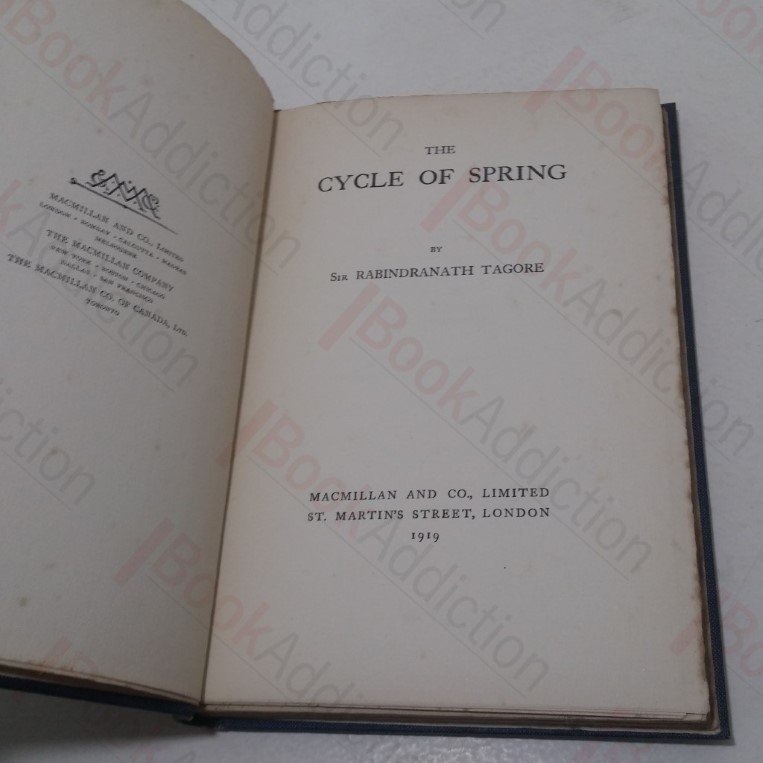 MACMILLAN AND CO., LIMITED
LONDON · BOMBAY · CALCUTTA · MADRAS
MELBOURNE
THE MACMILLAN COMPANY
NEW YORK · BOSTON · CHICAGO
DALLAS · SAN FRANCISCO
THE MACMILLAN CO. OF CANADA, LTD.
TORONTO
THE
CYCLE OF SPRING
BY
SIR RABINDRANATH TAGORE
MACMILLAN AND CO., LIMITED
ST. MARTIN'S STREET, LONDON
1919
BookAddiction